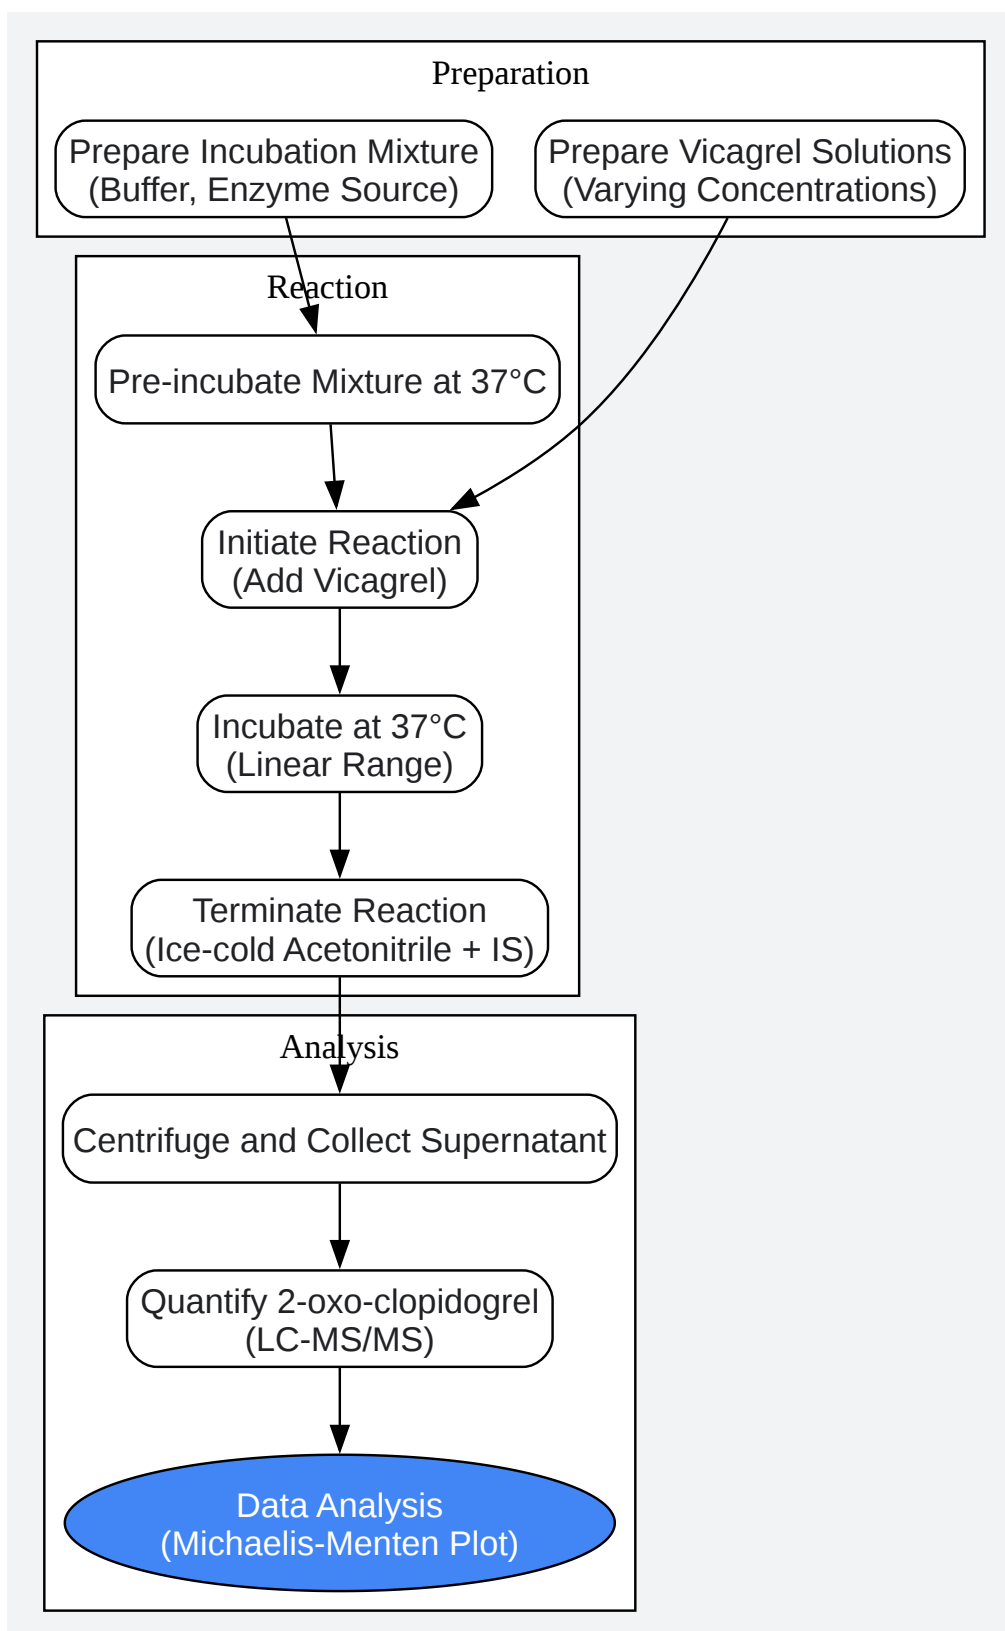 Preparation
Prepare Incubation Mixture
(Buffer, Enzyme Source)
Prepare Vicagrel Solutions
(Varying Concentrations)
Reaction
Pre-incubate Mixture at 37°C
Initiate Reaction
(Add Vicagrel)
Incubate at 37°C
(Linear Range)
Terminate Reaction
(Ice-cold Acetonitrile + IS)
Analysis
Centrifuge and Collect Supernatant
Quantify 2-oxo-clopidogrel
(LC-MS/MS)
Data Analysis
(Michaelis-Menten Plot)